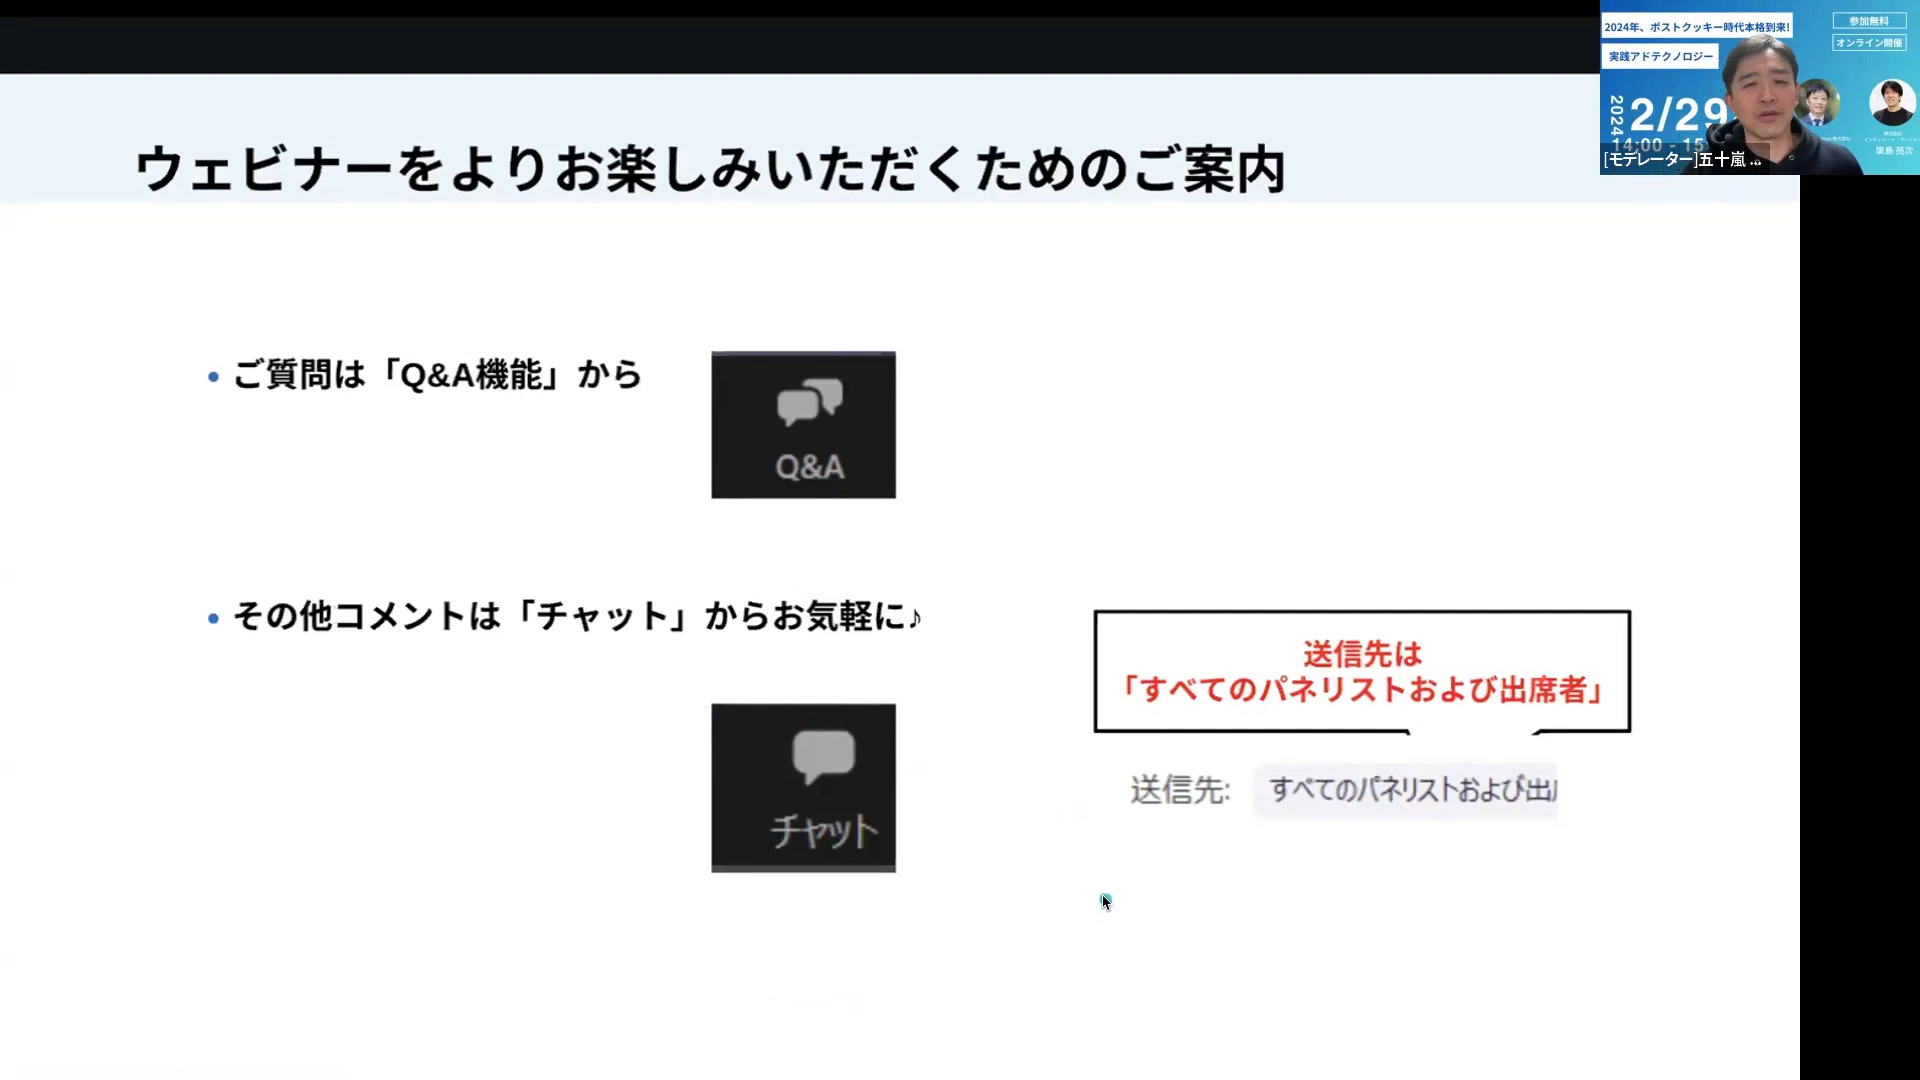 ウェビナーをよりお楽しみいただくためのご案内
• ご質問は「Q&A機能」から
Q&A
• その他コメントは「チャット」からお気軽に♪
チャット
送信先は
「すべてのパネリストおよび出席者」
送信先: すべてのパネリストおよび出
2024年、ポストクッキー時代本格到来!
実践アドテクノロジー
参加無料
オンライン開催
2024
2/29
14:00 - 15
[モデレーター]五十嵐 ...